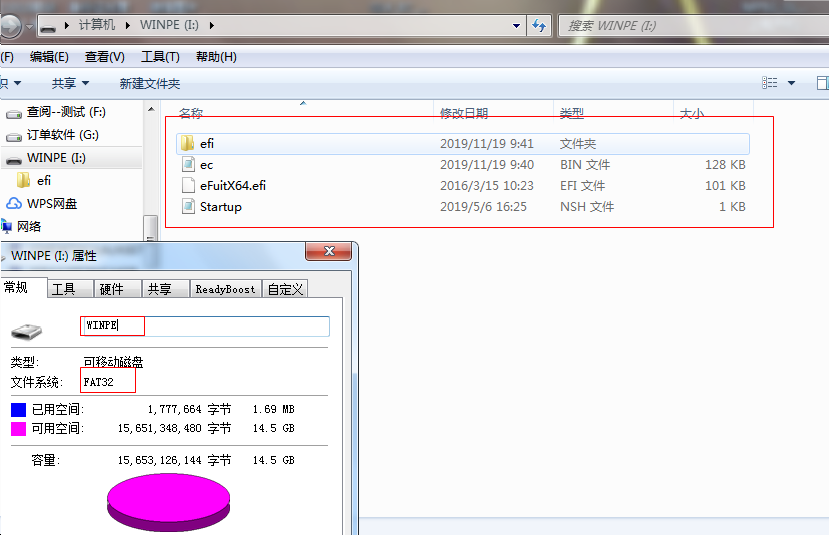 计算机 WINPE (I:)
搜索 WINPE (I:)
(F) 编辑(E) 查看(V) 工具(T) 帮助(H)
共享 新建文件夹
名称 修改日期 类型 大小
查阅--测试 (F:)
订单软件 (G:)
WINPE (I:)
efi
WPS网盘
网络
efi 2019/11/19 9:41 文件夹
ec 2019/11/19 9:40 BIN 文件 128 KB
eFuitX64.efi 2016/3/15 10:23 EFI 文件 101 KB
Startup 2019/5/6 16:25 NSH 文件 1 KB
WINPE (I:) 属性
常规 工具 硬件 共享 ReadyBoost 自定义
WINPE
类型: 可移动磁盘
文件系统: FAT32
已用空间: 1,777,664 字节 1.69 MB
可用空间: 15,651,348,480 字节 14.5 GB
容量: 15,653,126,144 字节 14.5 GB